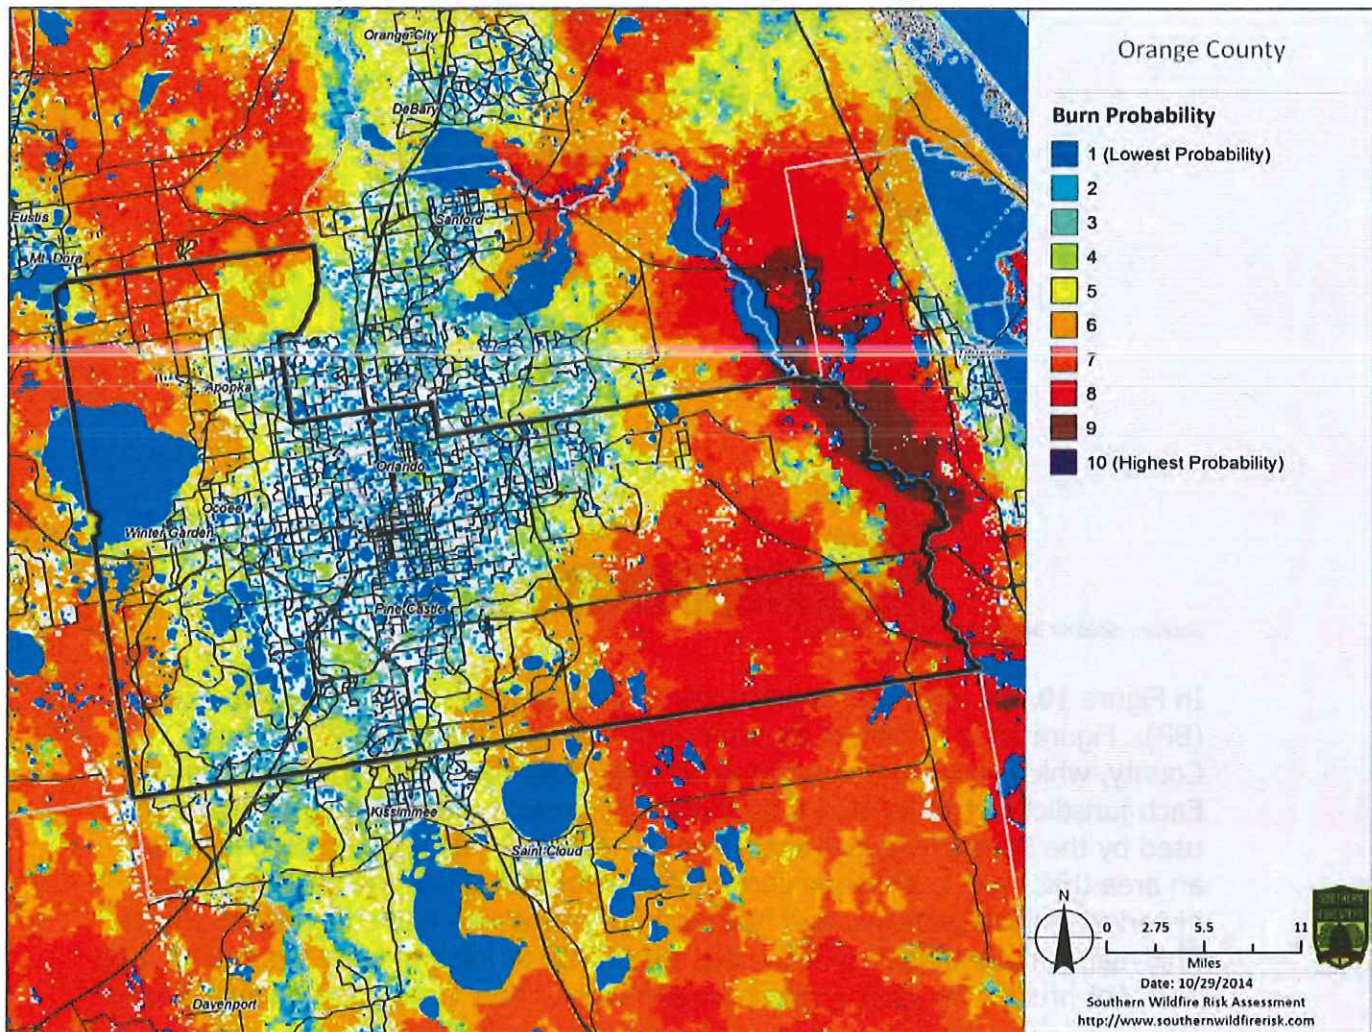 Orange County
Burn Probability
1 (Lowest Probability)
2
3
4
5
6
7
8
9
10 (Highest Probability)
Orange City
DeBary
Eustis
Sanford
Mt. Dora
Titusville
Apopka
Orlando
Ocoee
Winter Garden
Pine Castle
Kissimmee
Saint Cloud
Davenport
In Figure 10
(BP). Figure
County, whic
Each jurisdict
used by the
an area
N
0 2.75 5.5 11
Miles
Date: 10/29/2014
Southern Wildfire Risk Assessment
http://www.southernwildfirerisk.com